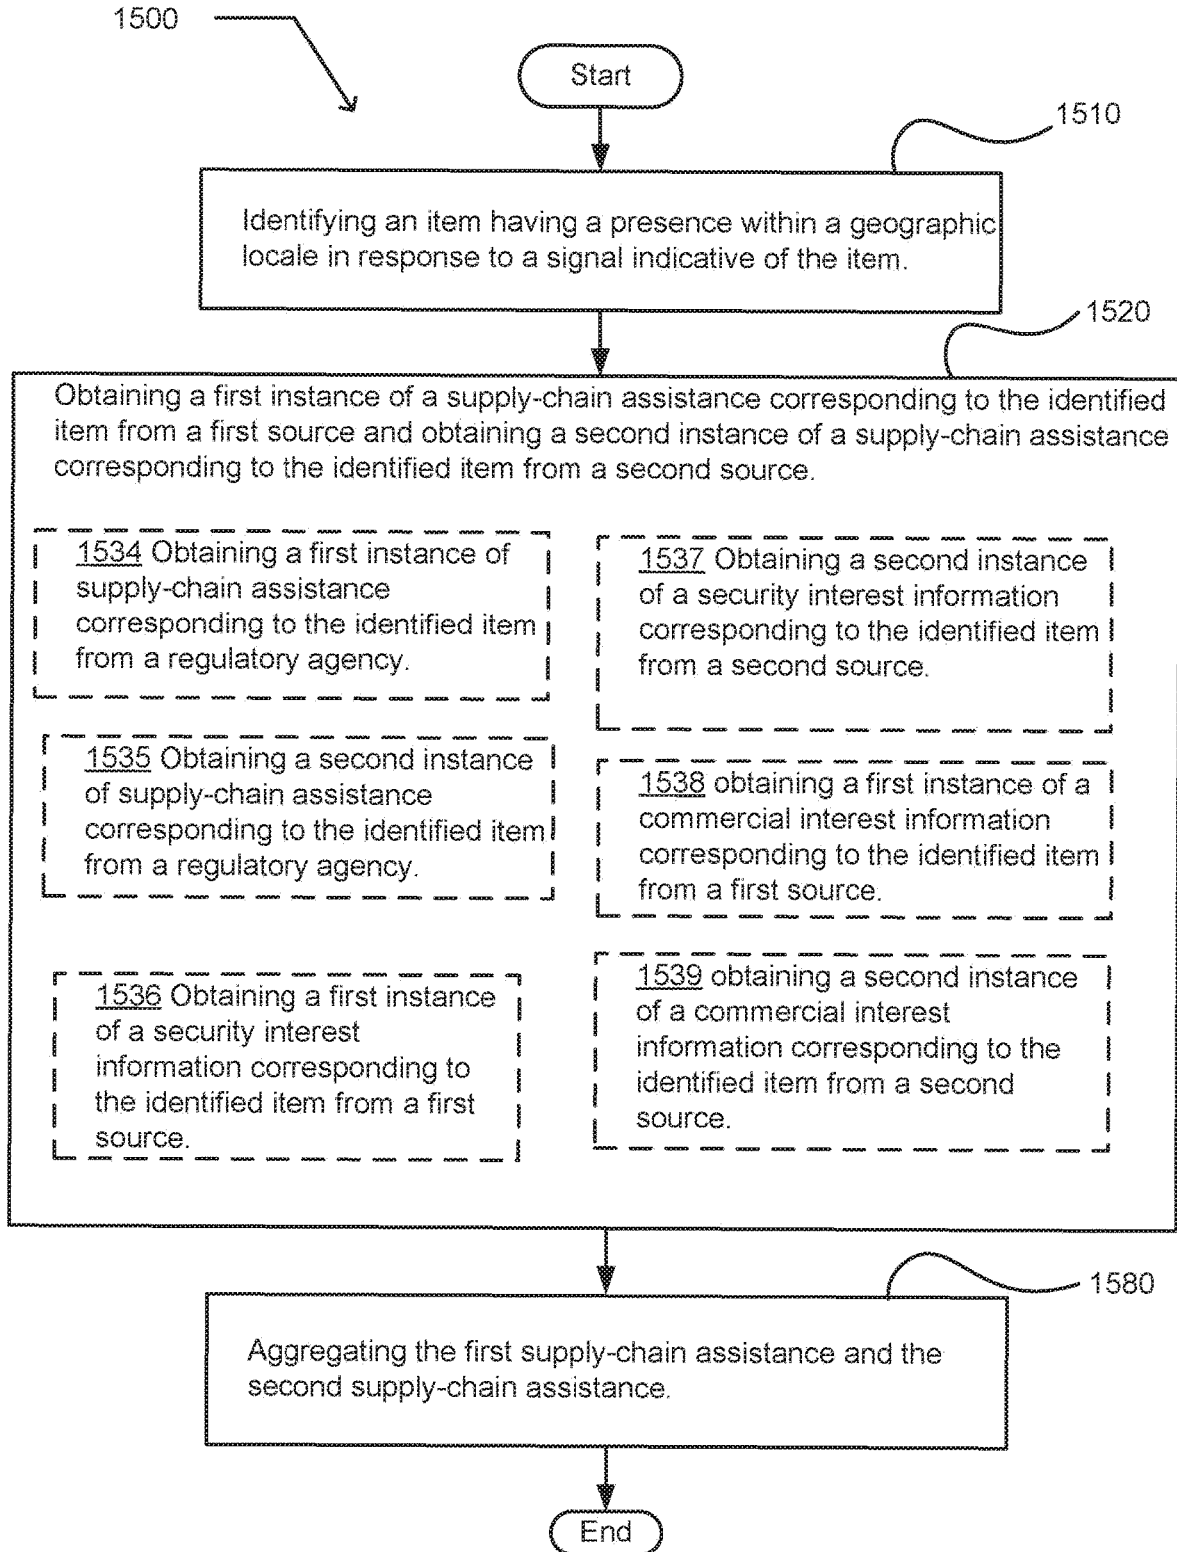 1500
Start
1510
Identifying an item having a presence within a geographic
locale in response to a signal indicative of the item.
1520
Obtaining a first instance of a supply-chain assistance corresponding to the identified
item from a first source and obtaining a second instance of a supply-chain assistance
corresponding to the identified item from a second source.
1534 Obtaining a first instance of
supply-chain assistance
corresponding to the identified item
from a regulatory agency.
1535 Obtaining a second instance
of supply-chain assistance
corresponding to the identified item
from a regulatory agency.
1536 Obtaining a first instance
of a security interest
information corresponding to
the identified item from a first
source.
1537 Obtaining a second instance
of a security interest information
corresponding to the identified item
from a second source.
1538 obtaining a first instance of a
commercial interest information
corresponding to the identified item
from a first source.
1539 obtaining a second instance
of a commercial interest
information corresponding to the
identified item from a second
source.
1580
Aggregating the first supply-chain assistance and the
second supply-chain assistance.
End